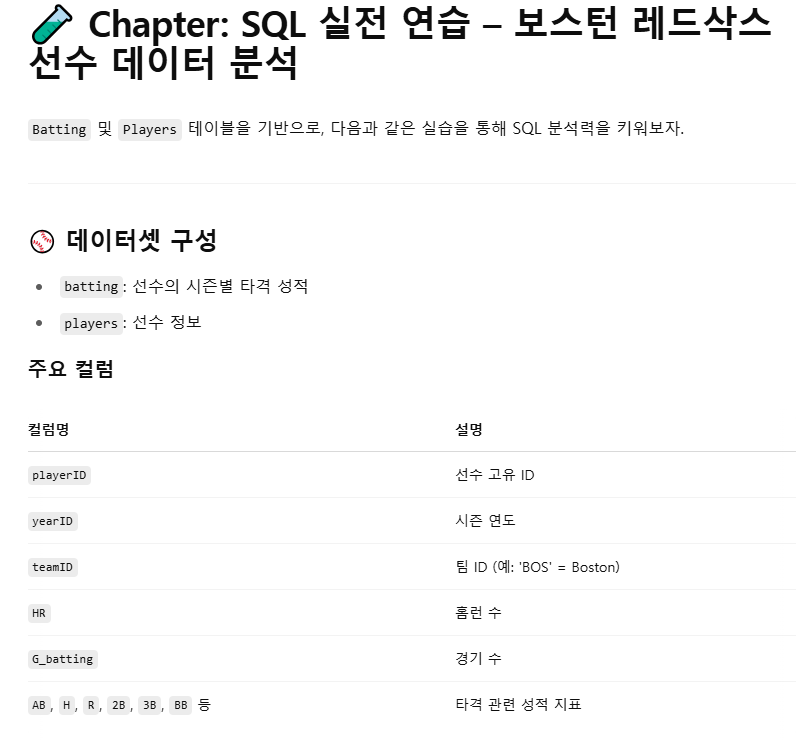 Chapter: SQL 실전 연습 – 보스턴 레드삭스
선수 데이터 분석
Batting 및 Players 테이블을 기반으로, 다음과 같은 실습을 통해 SQL 분석력을 키워보자.
데이터셋 구성
• batting: 선수의 시즌별 타격 성적
• players: 선수 정보
주요 컬럼
컬럼명 설명
playerID 선수 고유 ID
yearID 시즌 연도
teamID 팀 ID (예: 'BOS' = Boston)
HR 홈런 수
G_batting 경기 수
AB, H, R, 2B, 3B, BB 등 타격 관련 성적 지표